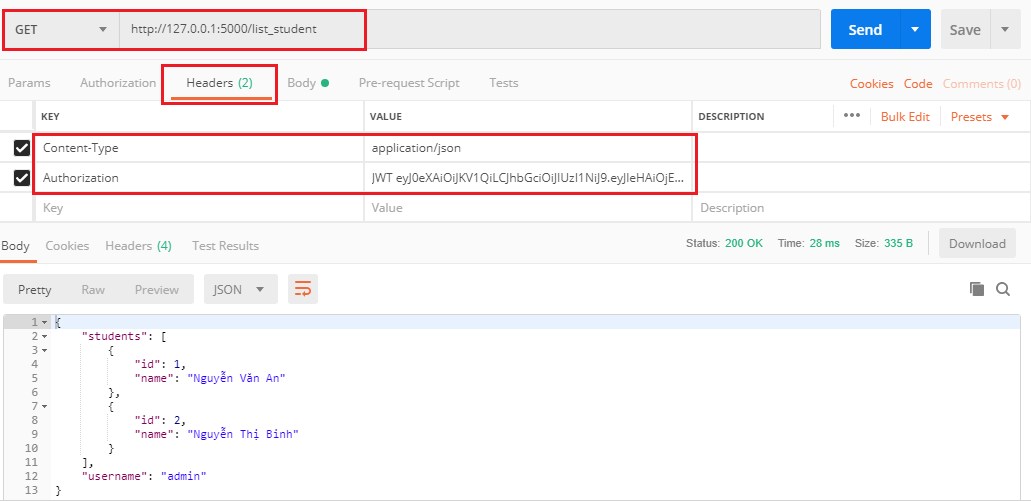 GET http://127.0.0.1:5000/list_student Send Save
Params Authorization Headers (2) Body Pre-request Script Tests Cookies Code Comments (0)
KEY VALUE DESCRIPTION ••• Bulk Edit Presets
Content-Type application/json
Authorization JWT eyJ0eXAiOiJKV1QiLCJhbGciOiJIUzI1NiJ9.eyJleHAiOjE...
Key Value Description
Body Cookies Headers (4) Test Results Status: 200 OK Time: 28 ms Size: 335 B Download
Pretty Raw Preview JSON
1 {
2 "students": [
3 {
4 "id": 1,
5 "name": "Nguyễn Văn An"
6 },
7 {
8 "id": 2,
9 "name": "Nguyễn Thị Bình"
10 }
11 ],
12 "username": "admin"
13 }